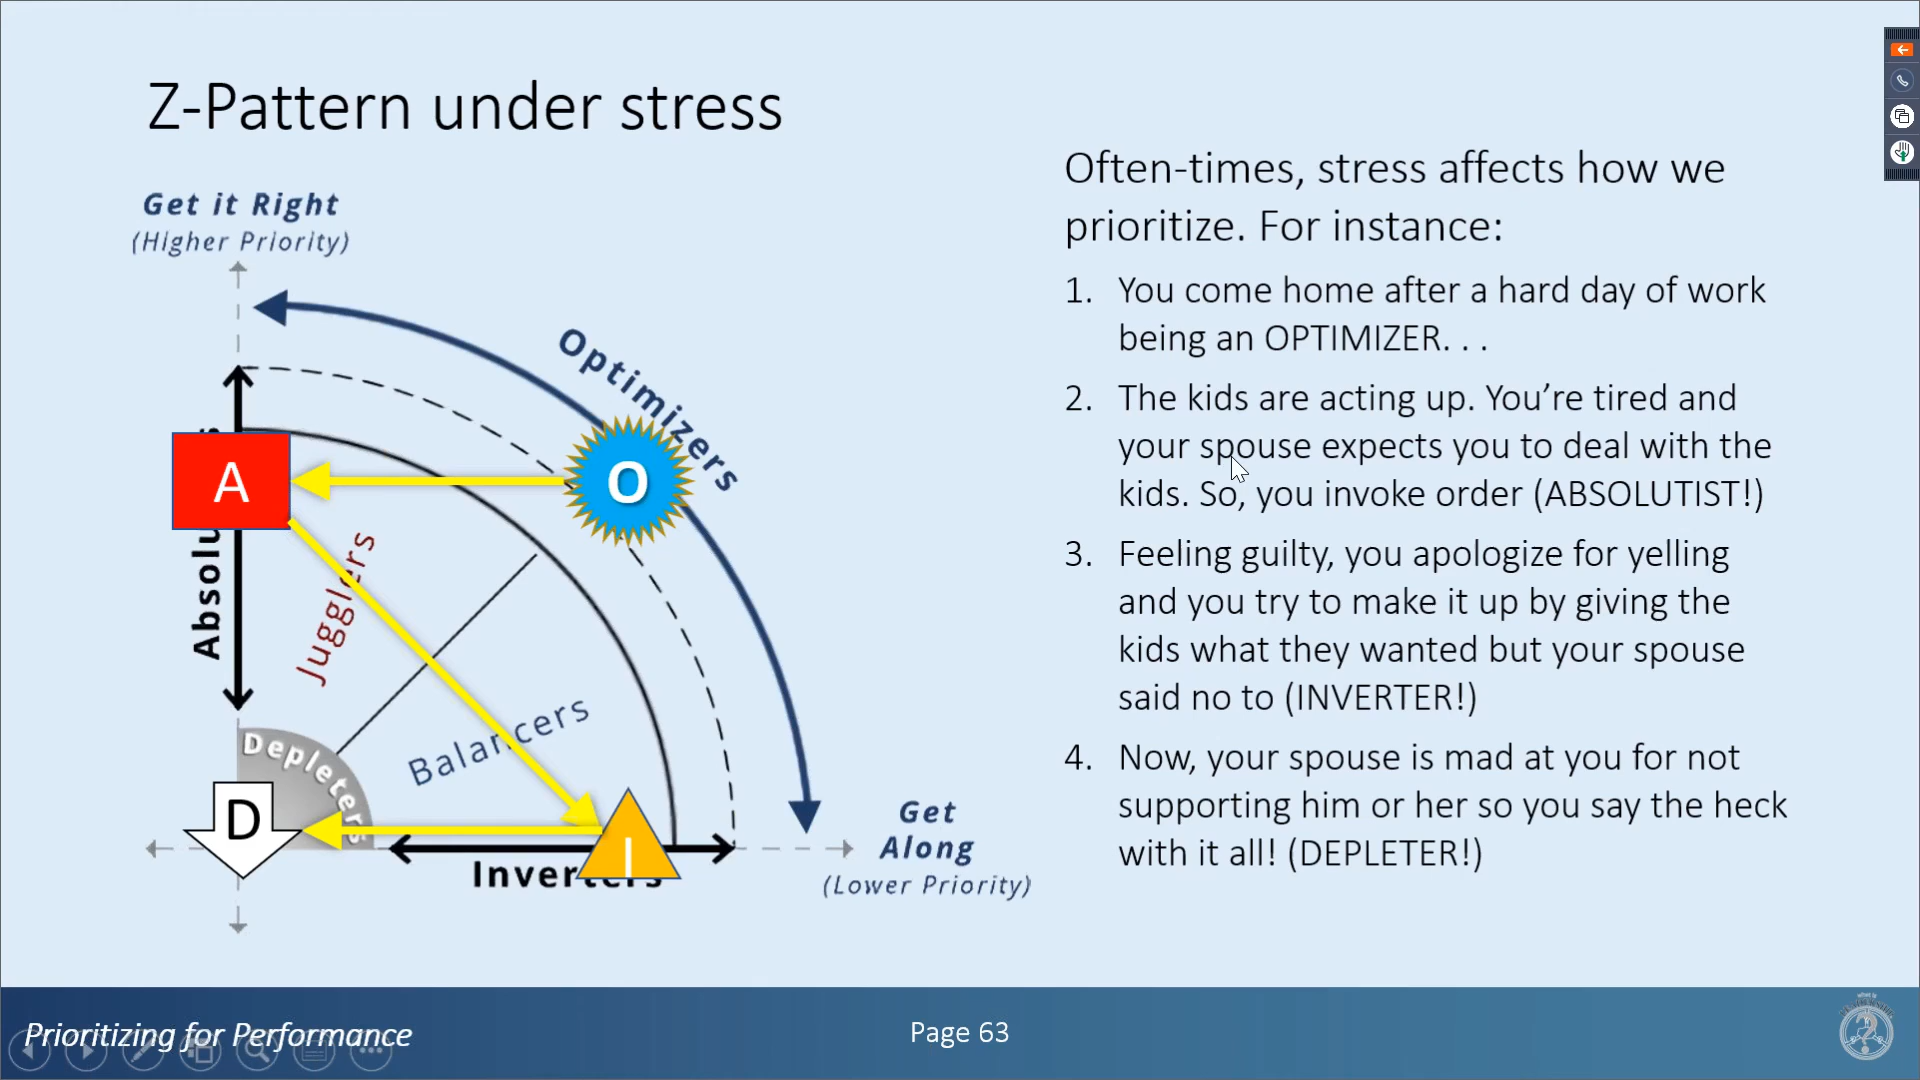 Z-Pattern under stress
Get it Right
(Higher Priority)
Optimizers
A
O
Absolu s
Jugglers
Balancers
Depleters
D
I
Inverters
Get
Along
(Lower Priority)
Often-times, stress affects how we
prioritize. For instance:
1. You come home after a hard day of work
being an OPTIMIZER. . .
2. The kids are acting up. You’re tired and
your spouse expects you to deal with the
kids. So, you invoke order (ABSOLUTIST!)
3. Feeling guilty, you apologize for yelling
and you try to make it up by giving the
kids what they wanted but your spouse
said no to (INVERTER!)
4. Now, your spouse is mad at you for not
supporting him or her so you say the heck
with it all! (DEPLETER!)
Prioritizing for Performance
Page 63